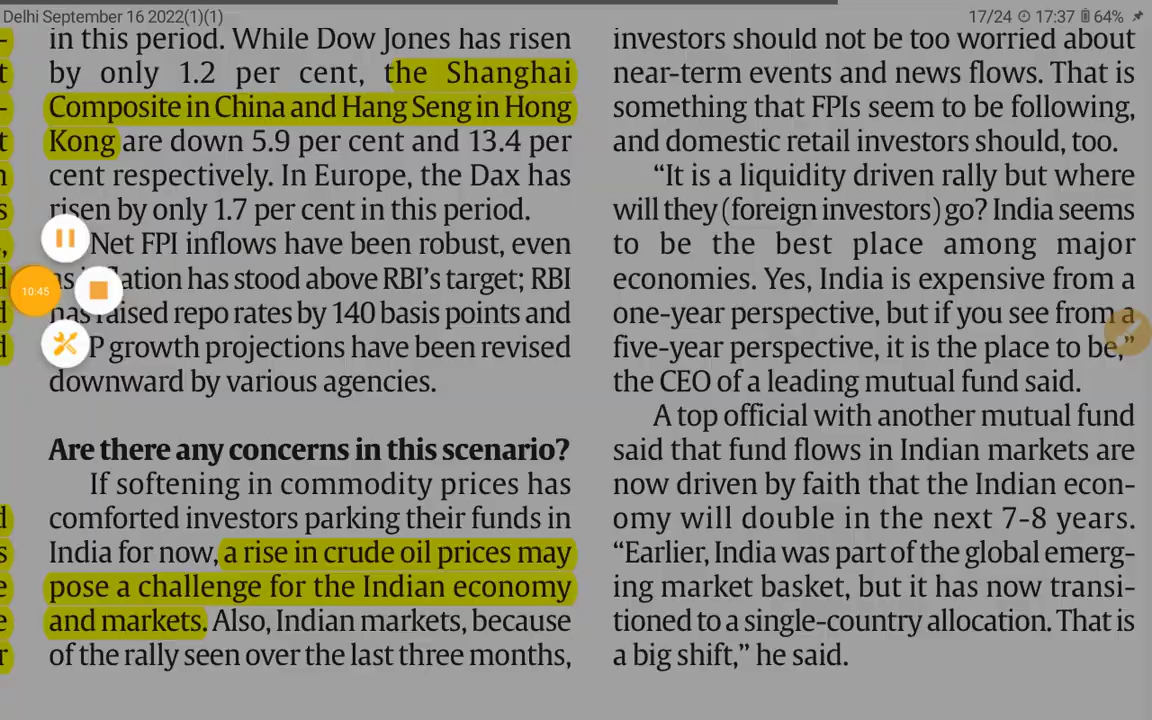 Delhi September 16 2022(1)(1)
17/24 17:37 64%
in this period. While Dow Jones has risen
by only 1.2 per cent, the Shanghai
Composite in China and Hang Seng in Hong
Kong are down 5.9 per cent and 13.4 per
cent respectively. In Europe, the Dax has
risen by only 1.7 per cent in this period.
Net FPI inflows have been robust, even
has stood above RBI's target; RBI
raised repo rates by 140 basis points and
growth projections have been revised
downward by various agencies.
Are there any concerns in this scenario?
If softening in commodity prices has
comforted investors parking their funds in
India for now, a rise in crude oil prices may
pose a challenge for the Indian economy
and markets. Also, Indian markets, because
of the rally seen over the last three months,
10:45
investors should not be too worried about
near-term events and news flows. That is
something that FPIs seem to be following,
and domestic retail investors should, too.
"It is a liquidity driven rally but where
will they (foreign investors) go? India seems
to be the best place among major
economies. Yes, India is expensive from a
one-year perspective, but if you see from a
five-year perspective, it is the place to be,"
the CEO of a leading mutual fund said.
A top official with another mutual fund
said that fund flows in Indian markets are
now driven by faith that the Indian econ-
omy will double in the next 7-8 years.
"Earlier, India was part of the global emerg-
ing market basket, but it has now transi-
tioned to a single-country allocation. That is
a big shift," he said.